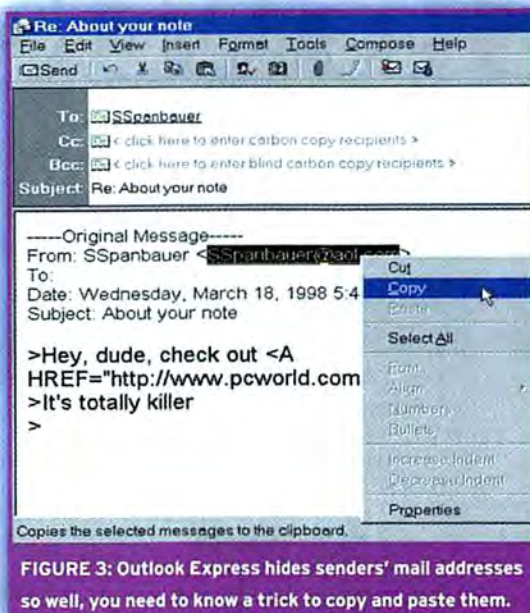 Re: About your note
File Edit View Insert Format Tools Compose Help
Send
To: SSpanbauer
Cc: < click here to enter carbon copy recipients >
Bcc: < click here to enter blind carbon copy recipients >
Subject: Re: About your note
-----Original Message-----
From: SSpanbauer <SSpanbauer@aol.com>
To:
Date: Wednesday, March 18, 1998 5:4
Subject: About your note
>Hey, dude, check out <A
HREF="http://www.pcworld.com
>It's totally killer
>
Cut
Copy
Paste
Select All
Font...
Align
Numbers
Bullets
Increase Indent
Decrease Indent
Properties
Copies the selected messages to the clipboard.
FIGURE 3: Outlook Express hides senders' mail addresses
so well, you need to know a trick to copy and paste them.